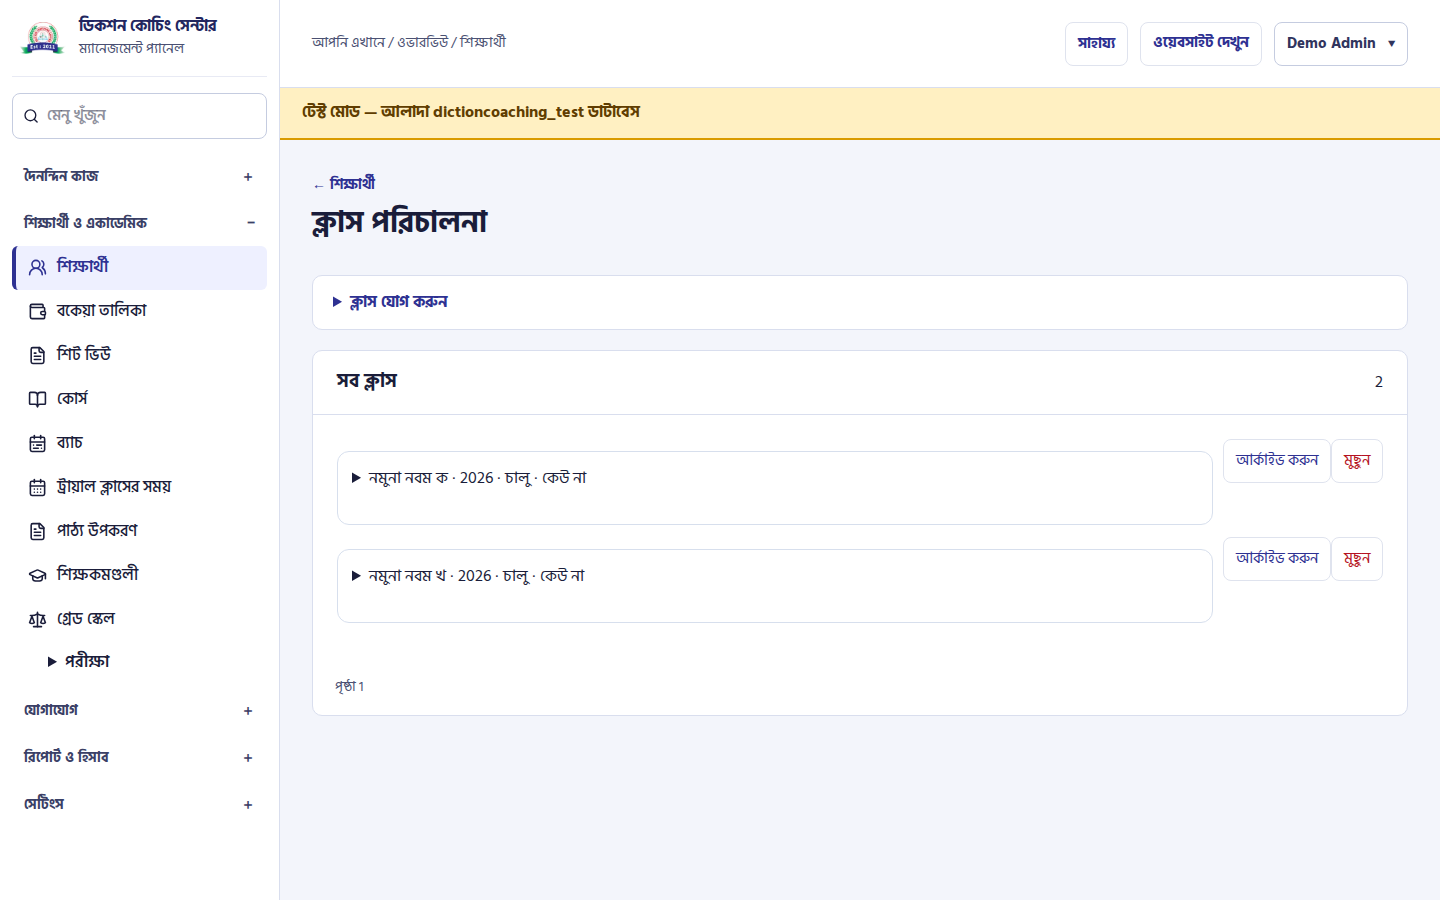 ডিকশন কোচিং সেন্টার
ম্যানেজমেন্ট প্যানেল
Est : 2011
মেনু খুঁজুন
দৈনন্দিন কাজ +
শিক্ষার্থী ও একাডেমিক −
শিক্ষার্থী
বকেয়া তালিকা
শিট ভিউ
কোর্স
ব্যাচ
ট্রায়াল ক্লাসের সময়
পাঠ্য উপকরণ
শিক্ষকমণ্ডলী
গ্রেড স্কেল
▶ পরীক্ষা
যোগাযোগ +
রিপোর্ট ও হিসাব +
সেটিংস +
আপনি এখানে / ওভারভিউ / শিক্ষার্থী
সাহায্য
ওয়েবসাইট দেখুন
Demo Admin ▾
টেস্ট মোড — আলাদা dictioncoaching_test ডাটাবেস
← শিক্ষার্থী
ক্লাস পরিচালনা
▶ ক্লাস যোগ করুন
সব ক্লাস 2
▶ নমুনা নবম ক · 2026 · চালু · কেউ না
আর্কাইভ করুন মুছুন
▶ নমুনা নবম খ · 2026 · চালু · কেউ না
আর্কাইভ করুন মুছুন
পৃষ্ঠা 1